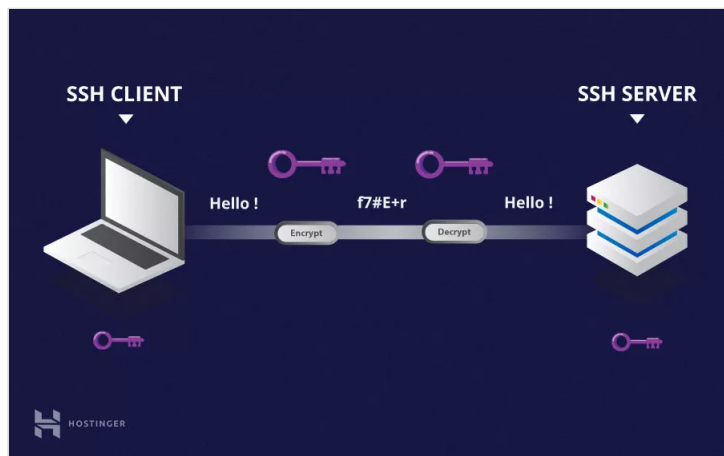 SSH CLIENT
SSH SERVER
Hello !
f7#E+r
Hello !
Encrypt
Decrypt
HOSTINGER